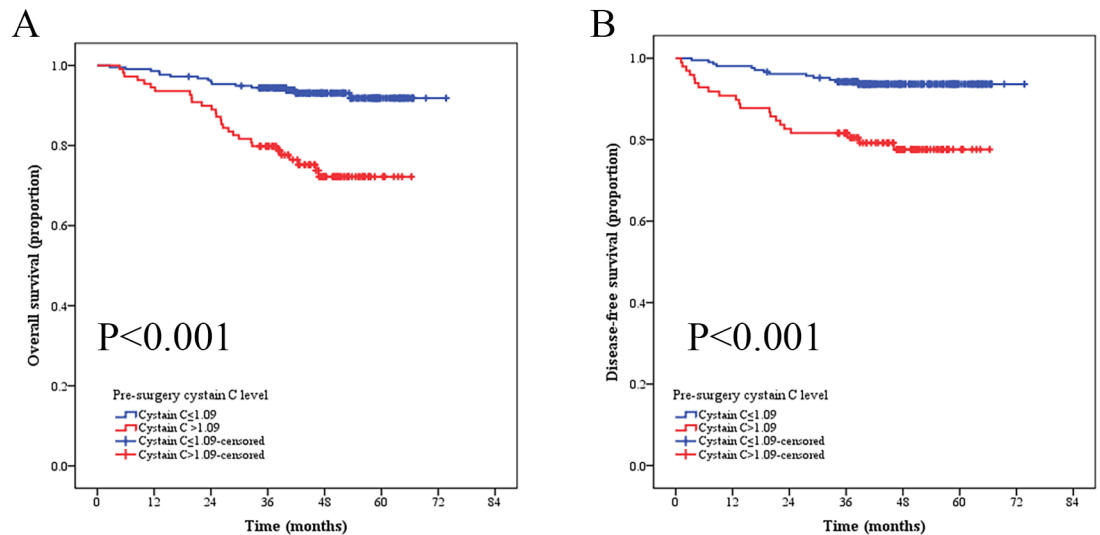 A
1.0
0.8
0.6
0.4
0.2
0.0
Overall survival (proportion)
P<0.001
Pre-surgery cystain C level
Cystain C≤1.09
Cystain C >1.09
Cystain C≤1.09-censored
Cystain C>1.09-censored
0 12 24 36 48 60 72 84
Time (months)
B
1.0
0.8
0.6
0.4
0.2
0.0
Disease-free survival (proportion)
P<0.001
Pre-surgery cystain C level
Cystain C≤1.09
Cystain C>1.09
Cystain C≤1.09-censored
Cystain C>1.09-censored
0 12 24 36 48 60 72 84
Time (months)